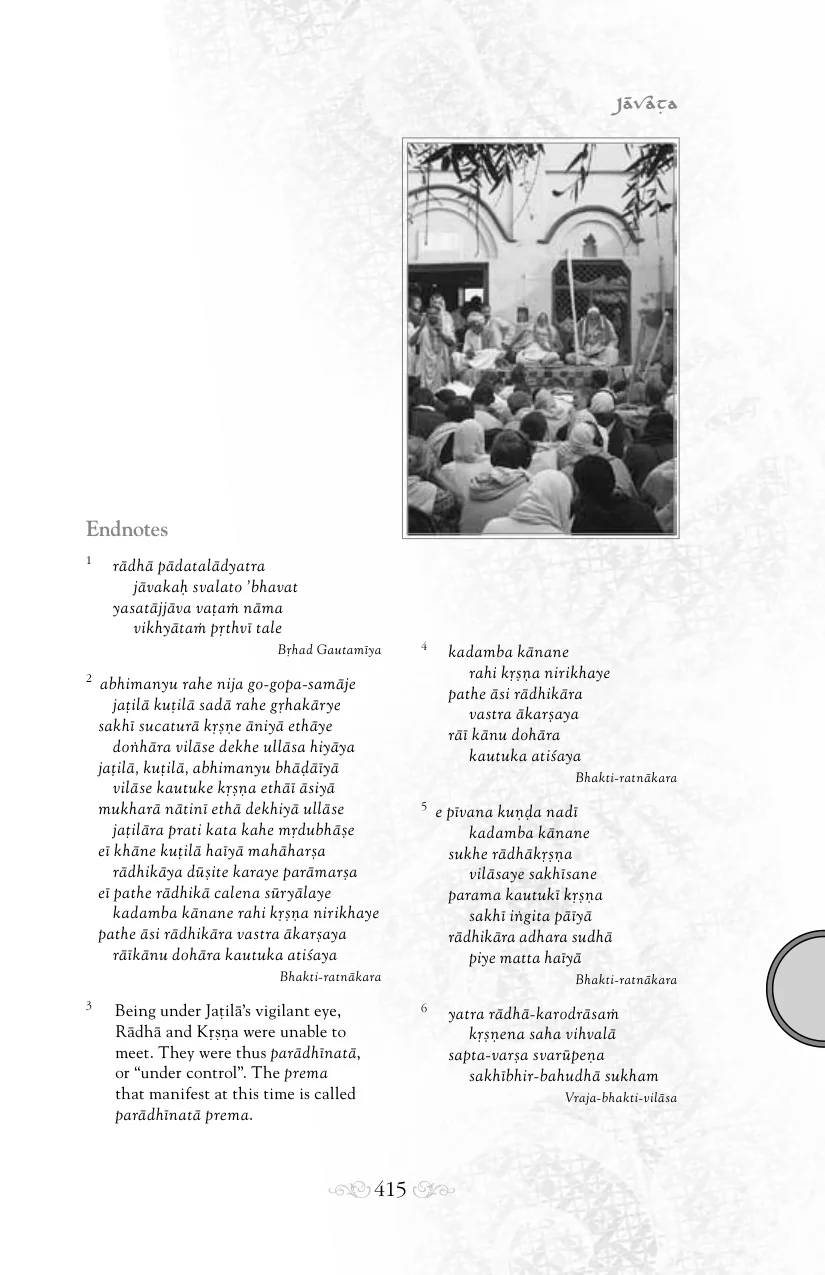 Jāvaṭa
Endnotes
1 rādhā pādatalādyatra
jāvakaḥ svalato ’bhavat
yasatājjāva vaṭaṁ nāma
vikhyātaṁ pṛthvī tale
Bṛhad Gautamīya
2 abhimanyu rahe nija go-gopa-samāje
jaṭilā kuṭilā sadā rahe gṛhakārye
sakhī sucaturā kṛṣṇe āniyā ethāye
doṅhāra vilāse dekhe ullāsa hiyāya
jaṭilā, kuṭilā, abhimanyu bhāḍāīyā
vilāse kautuke kṛṣṇa ethāī āsiyā
mukharā nātinī ethā dekhiyā ullāse
jaṭilāra prati kata kahe mṛdubhāṣe
eī khāne kuṭilā haīyā mahāharṣa
rādhikāya dūṣite karaye parāmarṣa
eī pathe rādhikā calena sūryālaye
kadamba kānane rahi kṛṣṇa nirikhaye
pathe āsi rādhikāra vastra ākarṣaya
rāīkānu dohāra kautuka atiśaya
Bhakti-ratnākara
3 Being under Jaṭilā’s vigilant eye,
Rādhā and Kṛṣṇa were unable to
meet. They were thus parādhīnatā,
or “under control”. The prema
that manifest at this time is called
parādhīnatā prema.
4 kadamba kānane
rahi kṛṣṇa nirikhaye
pathe āsi rādhikāra
vastra ākarṣaya
rāī kānu dohāra
kautuka atiśaya
Bhakti-ratnākara
5 e pīvana kuṇḍa nadī
kadamba kānane
sukhe rādhākṛṣṇa
vilāsaye sakhīsane
parama kautukī kṛṣṇa
sakhī iṅgita pāīyā
rādhikāra adhara sudhā
piye matta haīyā
Bhakti-ratnākara
6 yatra rādhā-karodrāsaṁ
kṛṣṇena saha vihvalā
sapta-varṣa svarūpeṇa
sakhībhir-bahudhā sukham
Vraja-bhakti-vilāsa
415